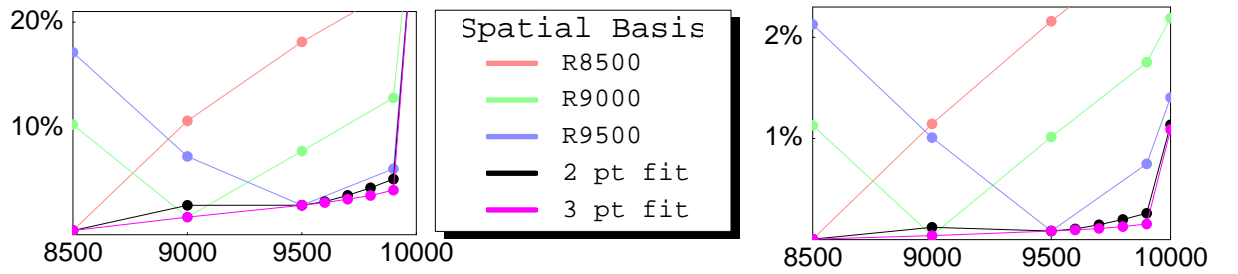 20%
10%
8500 9000 9500 10000
Spatial Basis
R8500
R9000
R9500
2 pt fit
3 pt fit
2%
1%
8500 9000 9500 10000